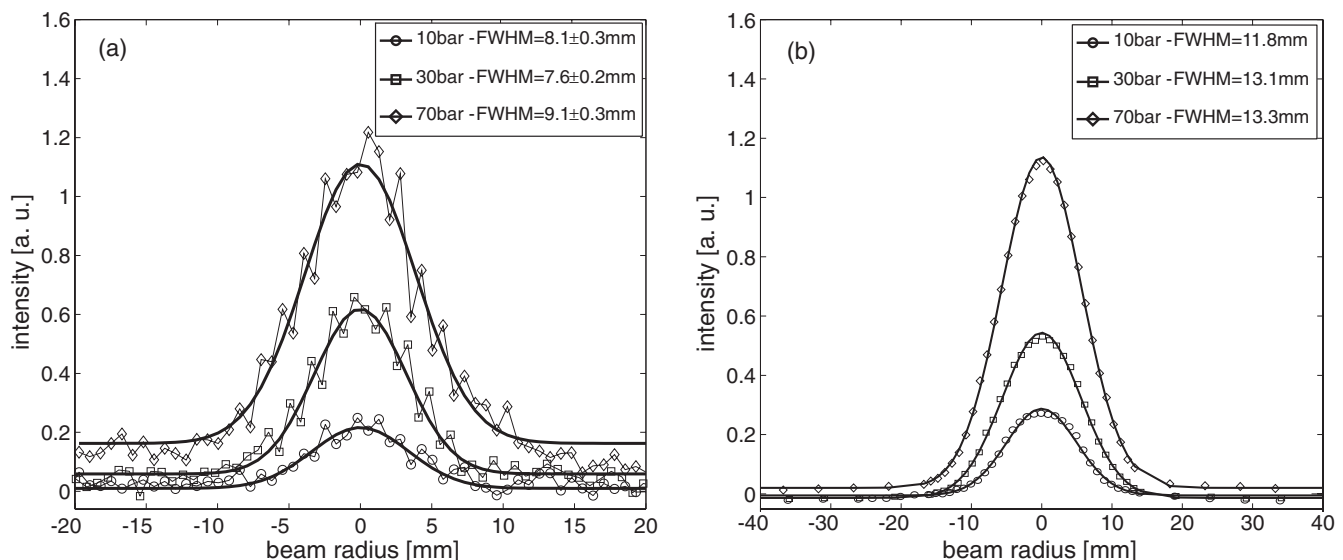 (a)
10bar -FWHM=8.1±0.3mm
30bar -FWHM=7.6±0.2mm
70bar -FWHM=9.1±0.3mm
1.6
1.4
1.2
1
0.8
0.6
0.4
0.2
0
intensity [a. u.]
-20 -15 -10 -5 0 5 10 15 20
beam radius [mm]
(b)
10bar -FWHM=11.8mm
30bar -FWHM=13.1mm
70bar -FWHM=13.3mm
1.6
1.4
1.2
1
0.8
0.6
0.4
0.2
0
intensity [a. u.]
-40 -30 -20 -10 0 10 20 30 40
beam radius [mm]